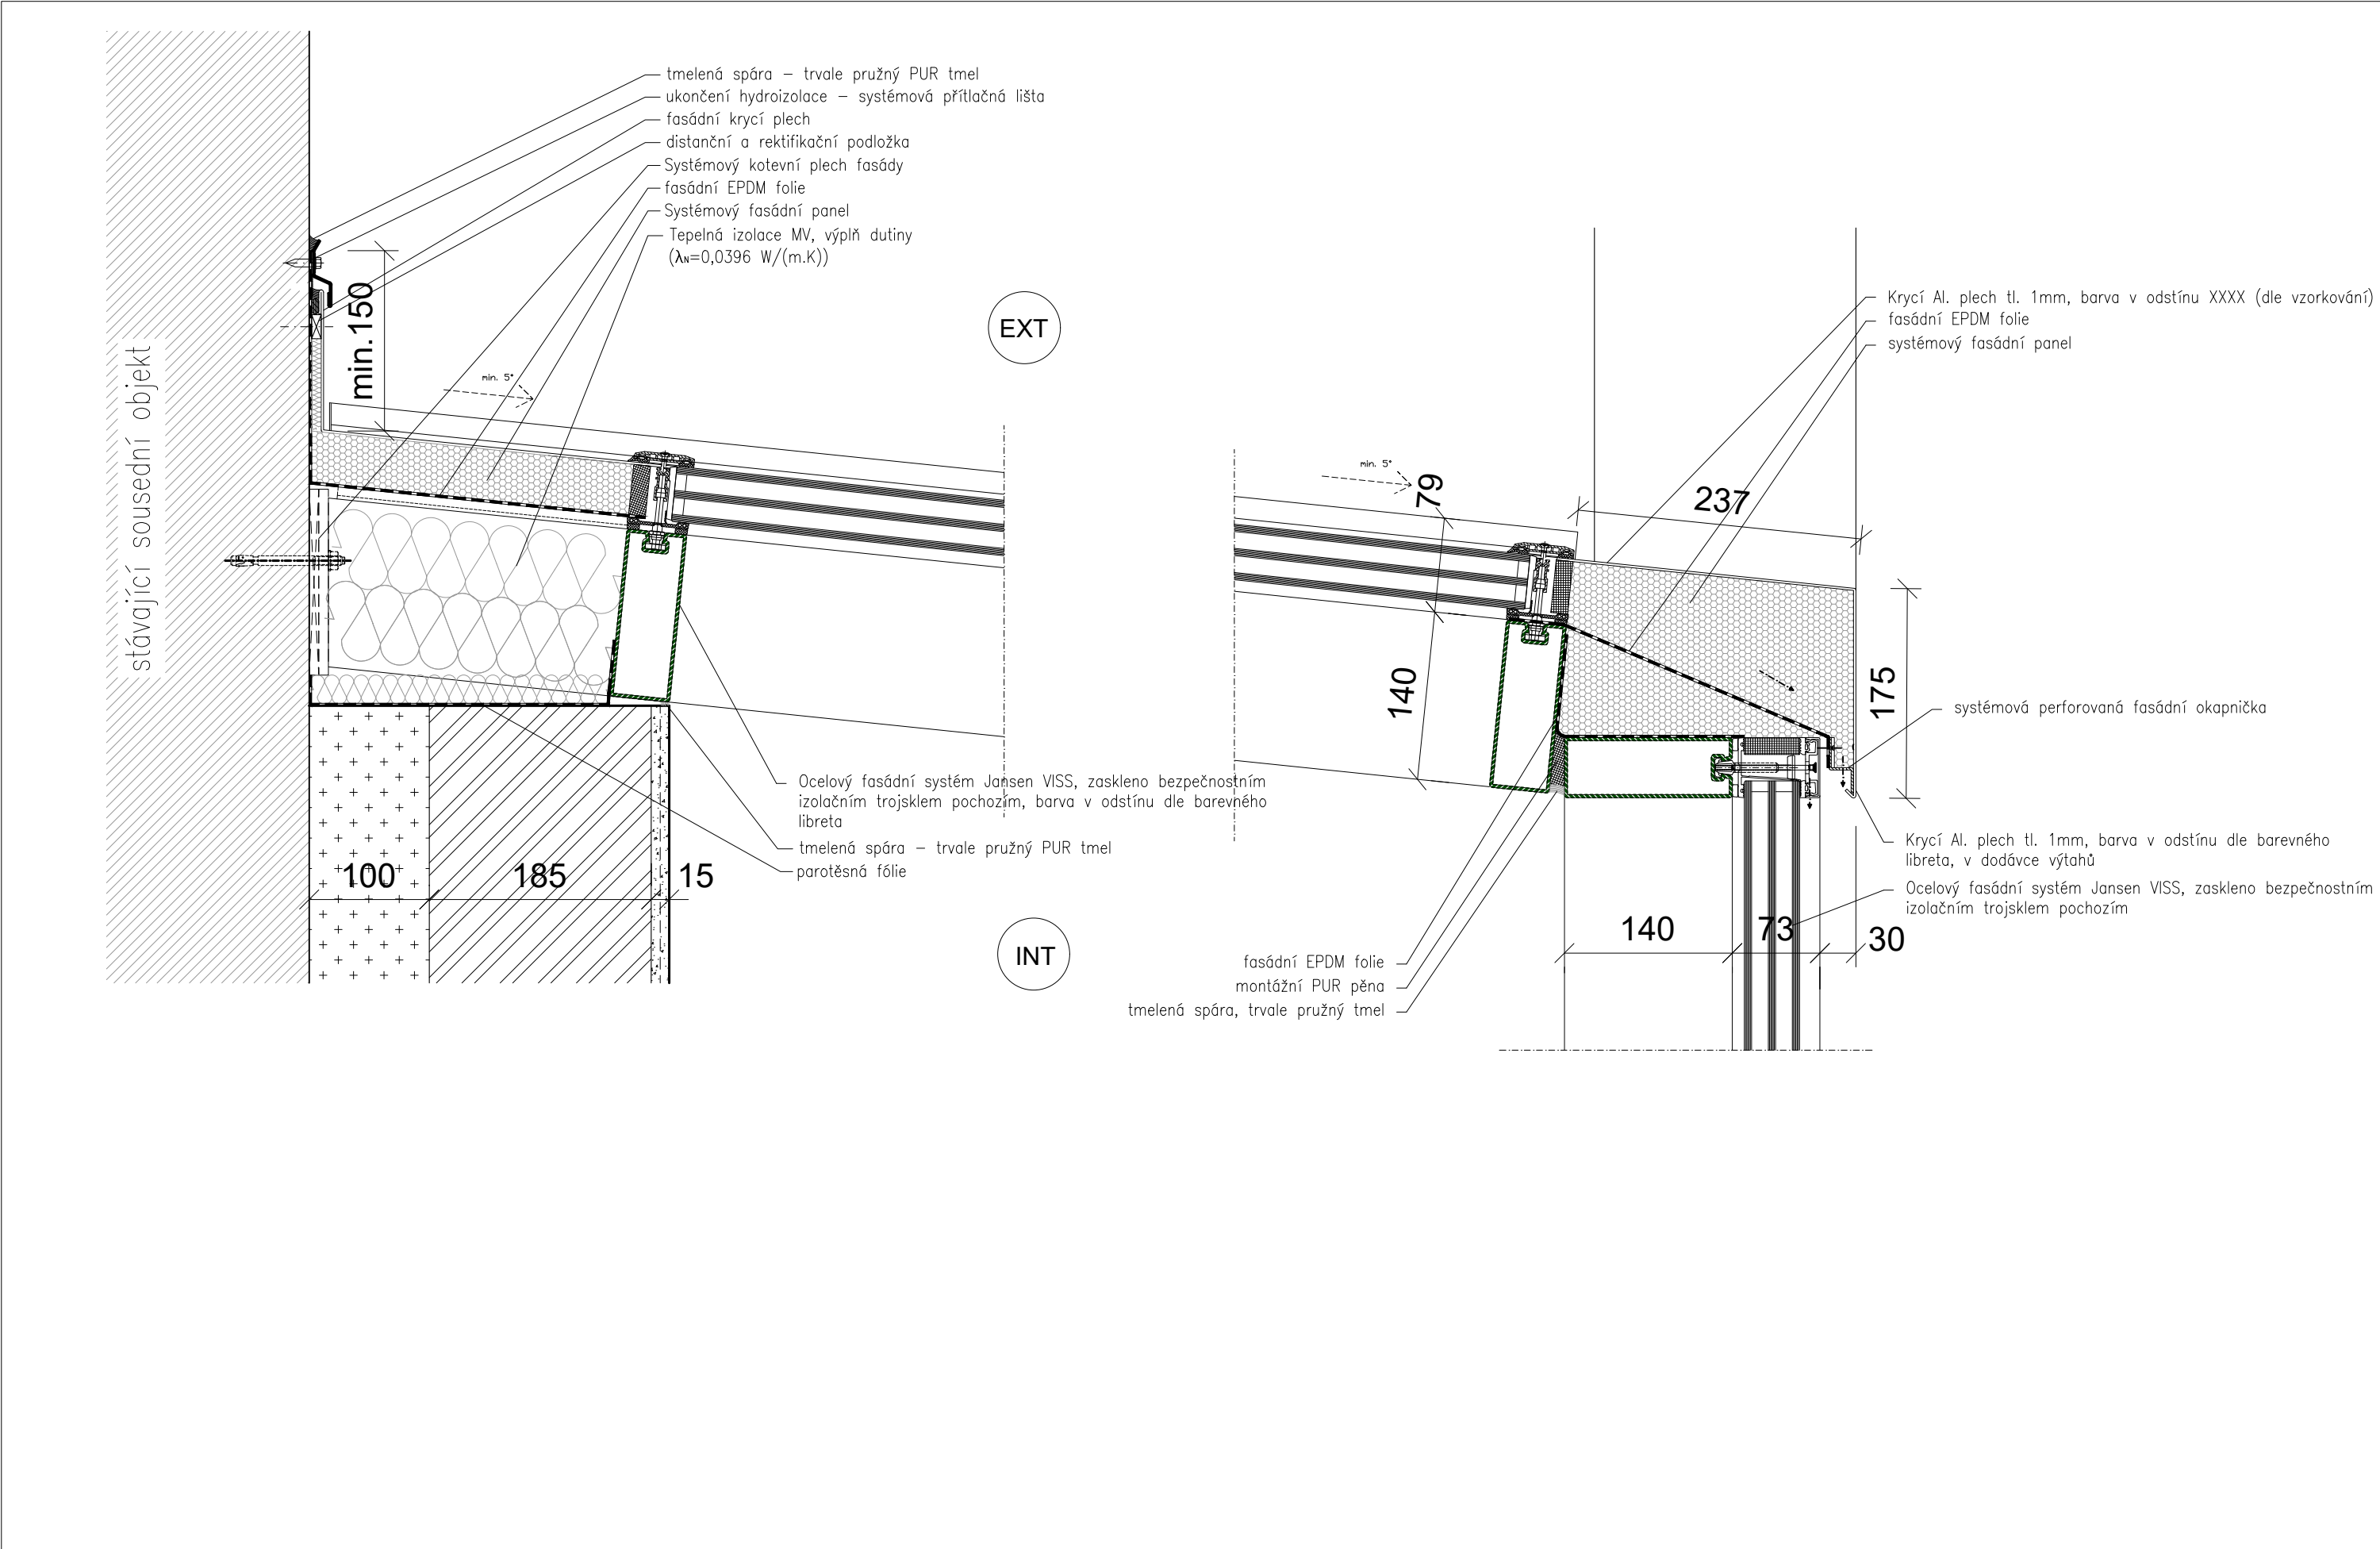 tmelená spára – trvale pružný PUR tmel
ukončení hydroizolace – systémová přítlačná lišta
fasádní krycí plech
distanční a rektifikační podložka
Systémový kotevní plech fasády
fasádní EPDM folie
Systémový fasádní panel
Tepelná izolace MV, výplň dutiny
(λN=0,0396 W/(m.K))
min.150
stávající sousední objekt
min. 5°
EXT
Krycí Al. plech tl. 1mm, barva v odstínu XXXX (dle vzorkování)
fasádní EPDM folie
systémový fasádní panel
min. 5°
79
237
140
175
systémová perforovaná fasádní okapnička
Ocelový fasádní systém Jansen VISS, zaskleno bezpečnostním
izolačním trojsklem pochozím, barva v odstínu dle barevného
libreta
tmelená spára – trvale pružný PUR tmel
parotěsná fólie
100
185
15
Krycí Al. plech tl. 1mm, barva v odstínu dle barevného
libreta, v dodávce výtahů
Ocelový fasádní systém Jansen VISS, zaskleno bezpečnostním
izolačním trojsklem pochozím
140
73
30
INT
fasádní EPDM folie
montážní PUR pěna
tmelená spára, trvale pružný tmel